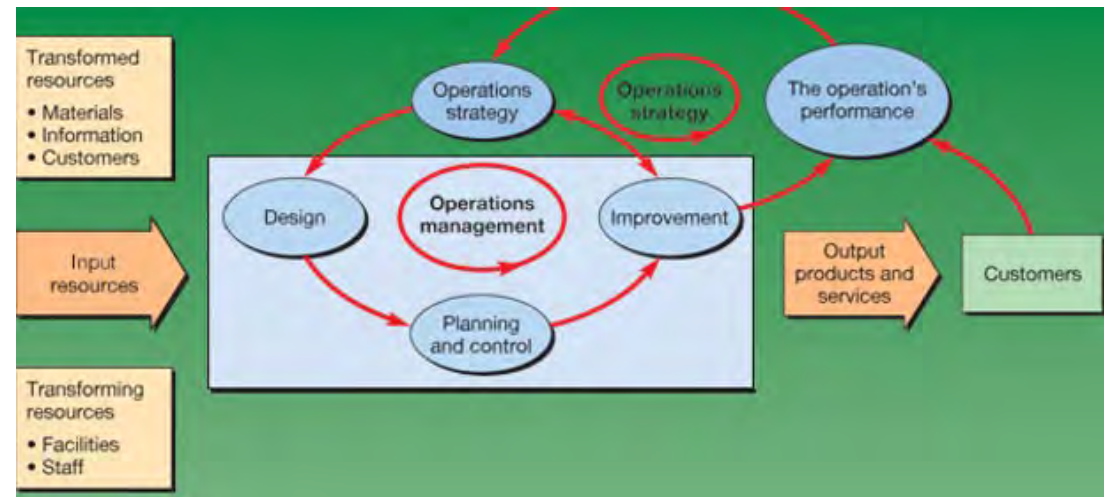 Transformed
resources
• Materials
• Information
• Customers
Operations
strategy
Operations
strategy
The operation's
performance
Design
Operations
management
Improvement
Input
resources
Output
products and
services
Customers
Planning
and control
Transforming
resources
• Facilities
• Staff